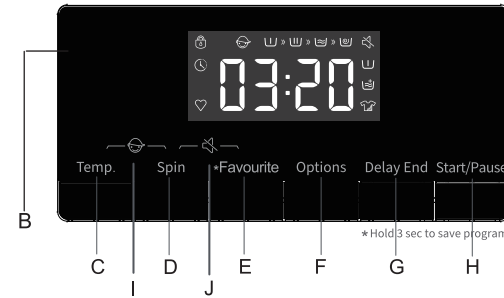 03:20
B
Temp. Spin *Favourite Options Delay End Start/Pause
* Hold 3 sec to save program
C I D J E F G H